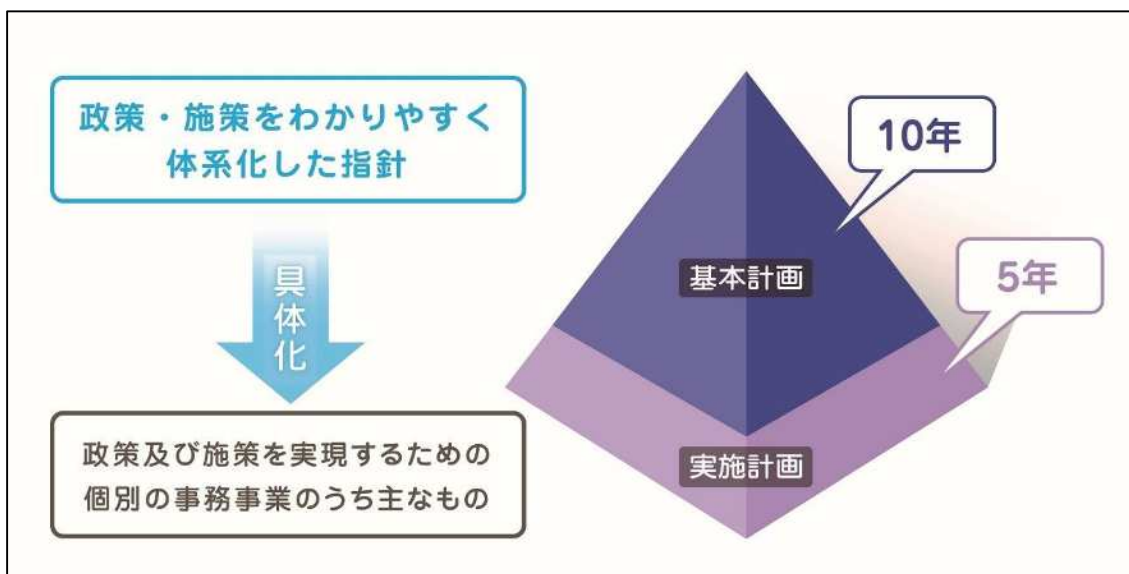 政策・施策をわかりやすく
体系化した指針
具体化
政策及び施策を実現するための
個別の事務事業のうち主なもの
10年
基本計画
5年
実施計画